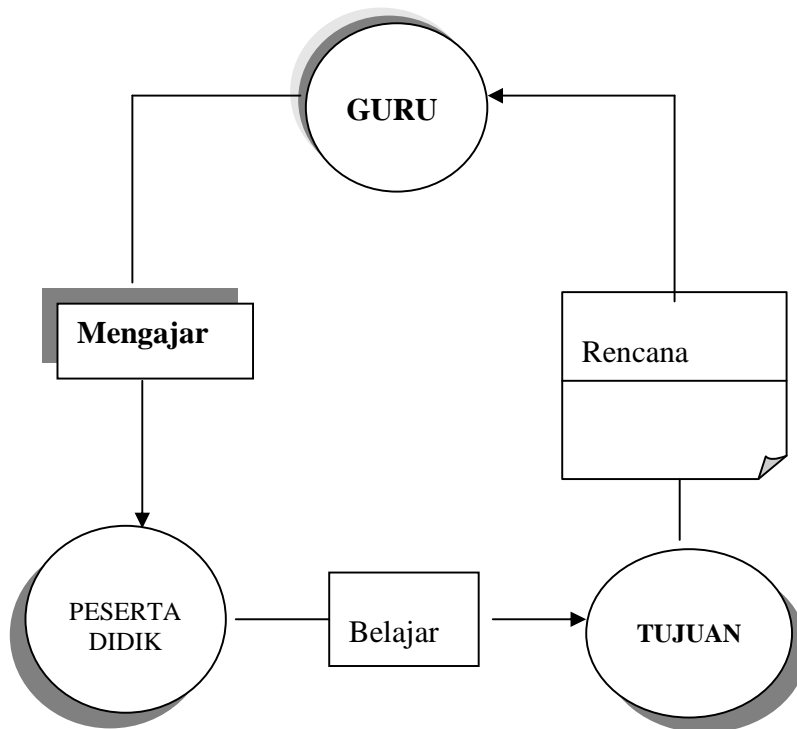 GURU
Mengajar
Rencana
PESERTA
DIDIK
Belajar
TUJUAN